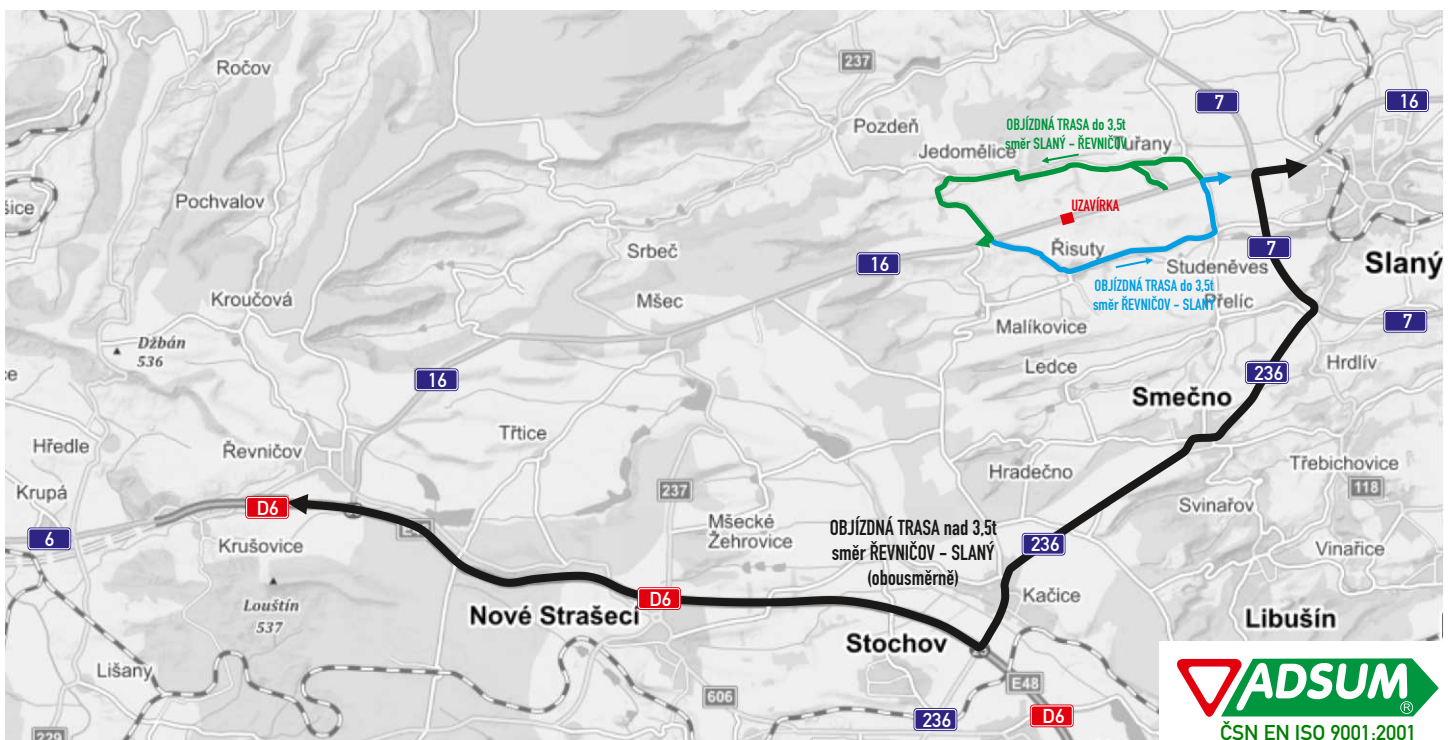 Ročov
237
7
16
Pozdeň
OBJÍZDNÁ TRASA do 3,5t
směr SLANÝ – ŘEVNIČOV
Tuřany
Jedomělice
šice
Pochvalov
UZAVÍRKA
Srbeč
Řisuty
7
Slaný
16
Studeněves
Kroučová
Mšec
OBJÍZDNÁ TRASA do 3,5t
směr ŘEVNIČOV – SLANÝ
Přelíc
Malíkovice
7
Džbán
536
Ledce
Hrdlív
ce
16
236
Smečno
Hředle
Řevničov
Třtice
Hradečno
Třebichovice
Krupá
237
118
D6
Svinařov
6
Krušovice
Mšecké
Žehrovice
OBJÍZDNÁ TRASA nad 3,5t
směr ŘEVNIČOV – SLANÝ
(obousměrně)
236
Vinařice
Louštín
537
D6
Kačice
Nové Strašecí
Libušín
Stochov
Lišany
E48
606
236
D6
229
ADSUM
®
ČSN EN ISO 9001:2001